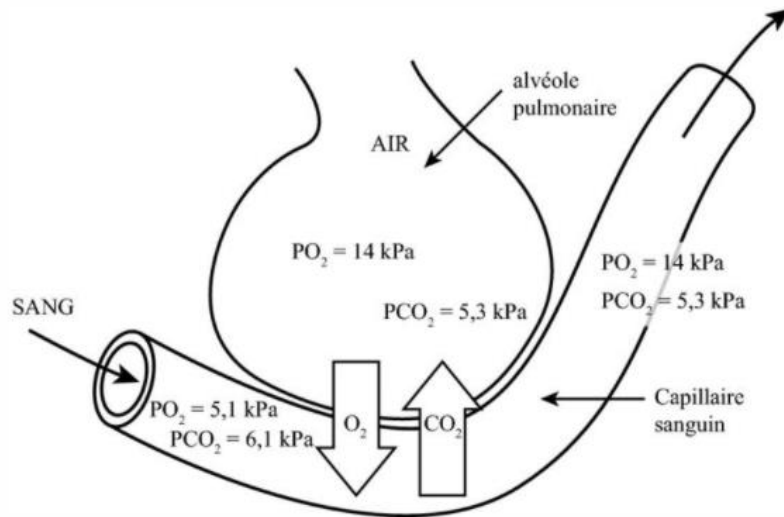 alvéole
pulmonaire
AIR
PO₂ = 14 kPa
PCO₂ = 5,3 kPa
PO₂ = 14 kPa
PCO₂ = 5,3 kPa
SANG
PO₂ = 5,1 kPa
PCO₂ = 6,1 kPa
O₂
CO₂
Capillaire
sanguin